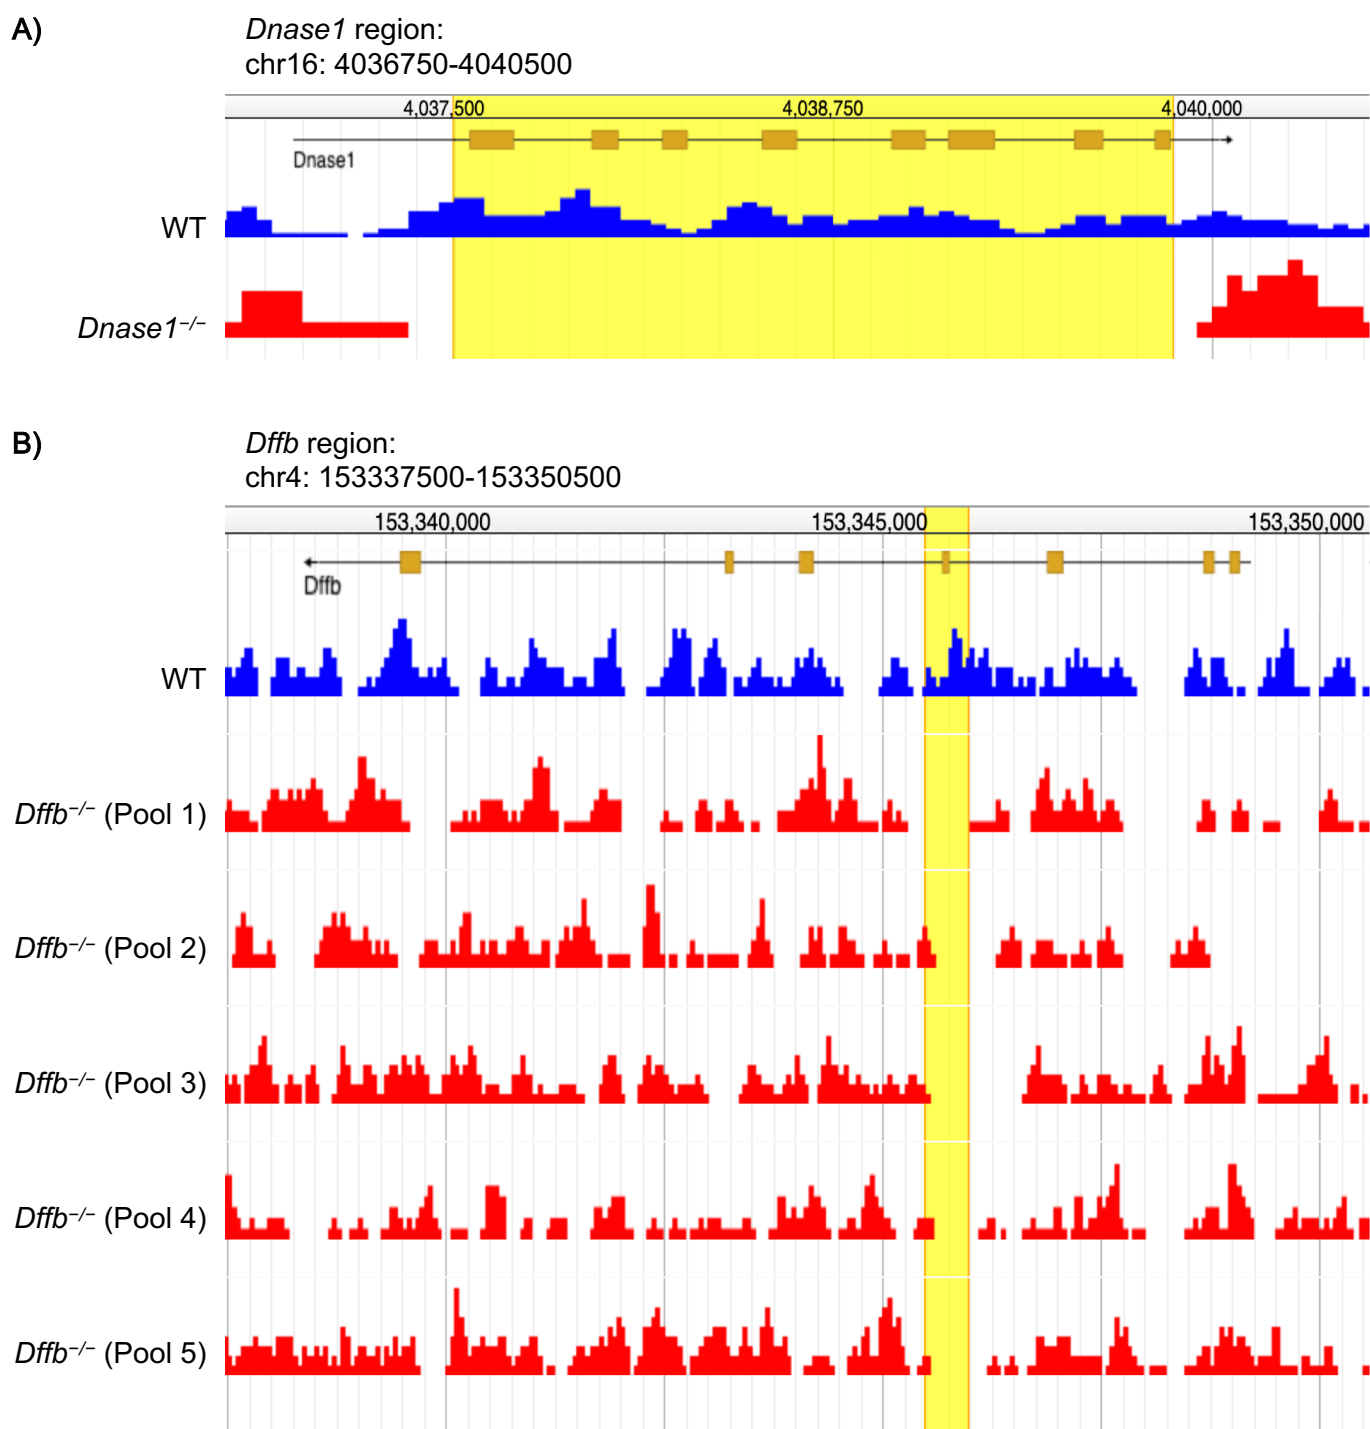 A)
Dnase1 region:
chr16: 4036750-4040500
4,037,500 4,038,750 4,040,000
Dnase1
WT
Dnase1−/−
B)
Dffb region:
chr4: 153337500-153350500
153,340,000 153,345,000 153,350,000
Dffb
WT
Dffb−/− (Pool 1)
Dffb−/− (Pool 2)
Dffb−/− (Pool 3)
Dffb−/− (Pool 4)
Dffb−/− (Pool 5)